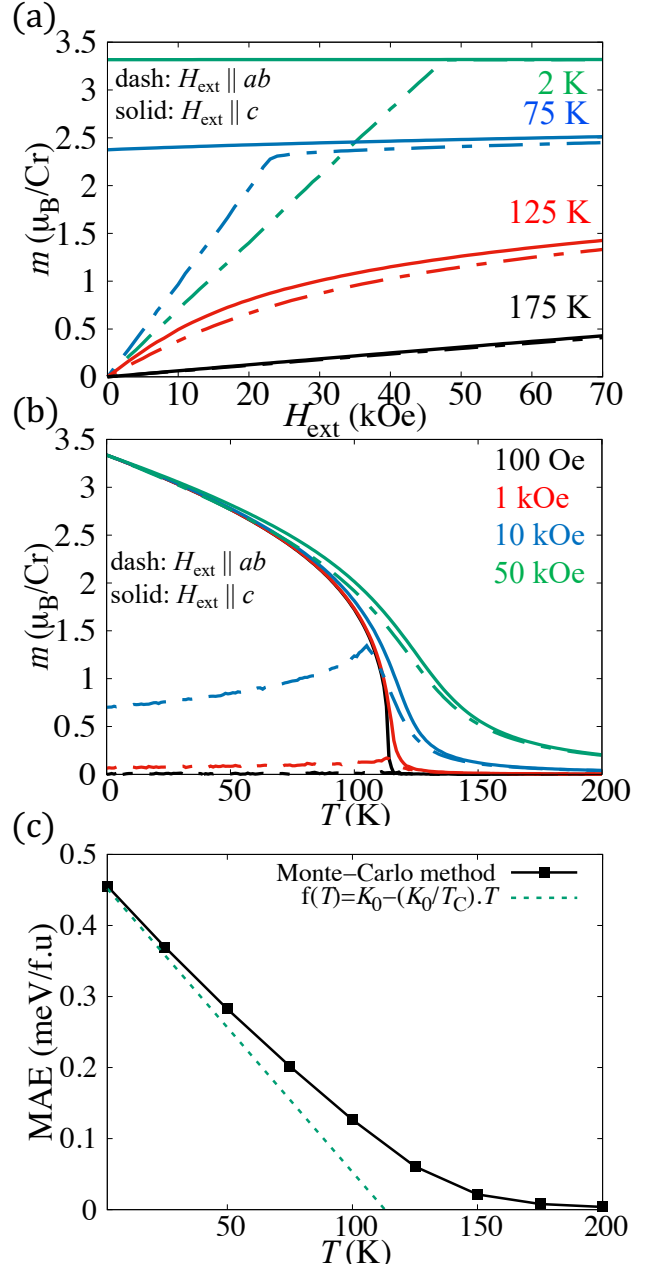 (a)
3.5
3
2.5
2
1.5
1
0.5
0
m (μB/Cr)
dash: Hext || ab
solid: Hext || c
2 K
75 K
125 K
175 K
0 10 20 30 40 50 60 70
Hext (kOe)
(b)
3.5
3
2.5
2
1.5
1
0.5
0
m (μB/Cr)
100 Oe
1 kOe
10 kOe
50 kOe
dash: Hext || ab
solid: Hext || c
0 50 100 150 200
T (K)
(c)
0.5
0.4
0.3
0.2
0.1
0
MAE (meV/f.u)
Monte−Carlo method
f(T)=K0−(K0/TC).T
50 100 150 200
T (K)